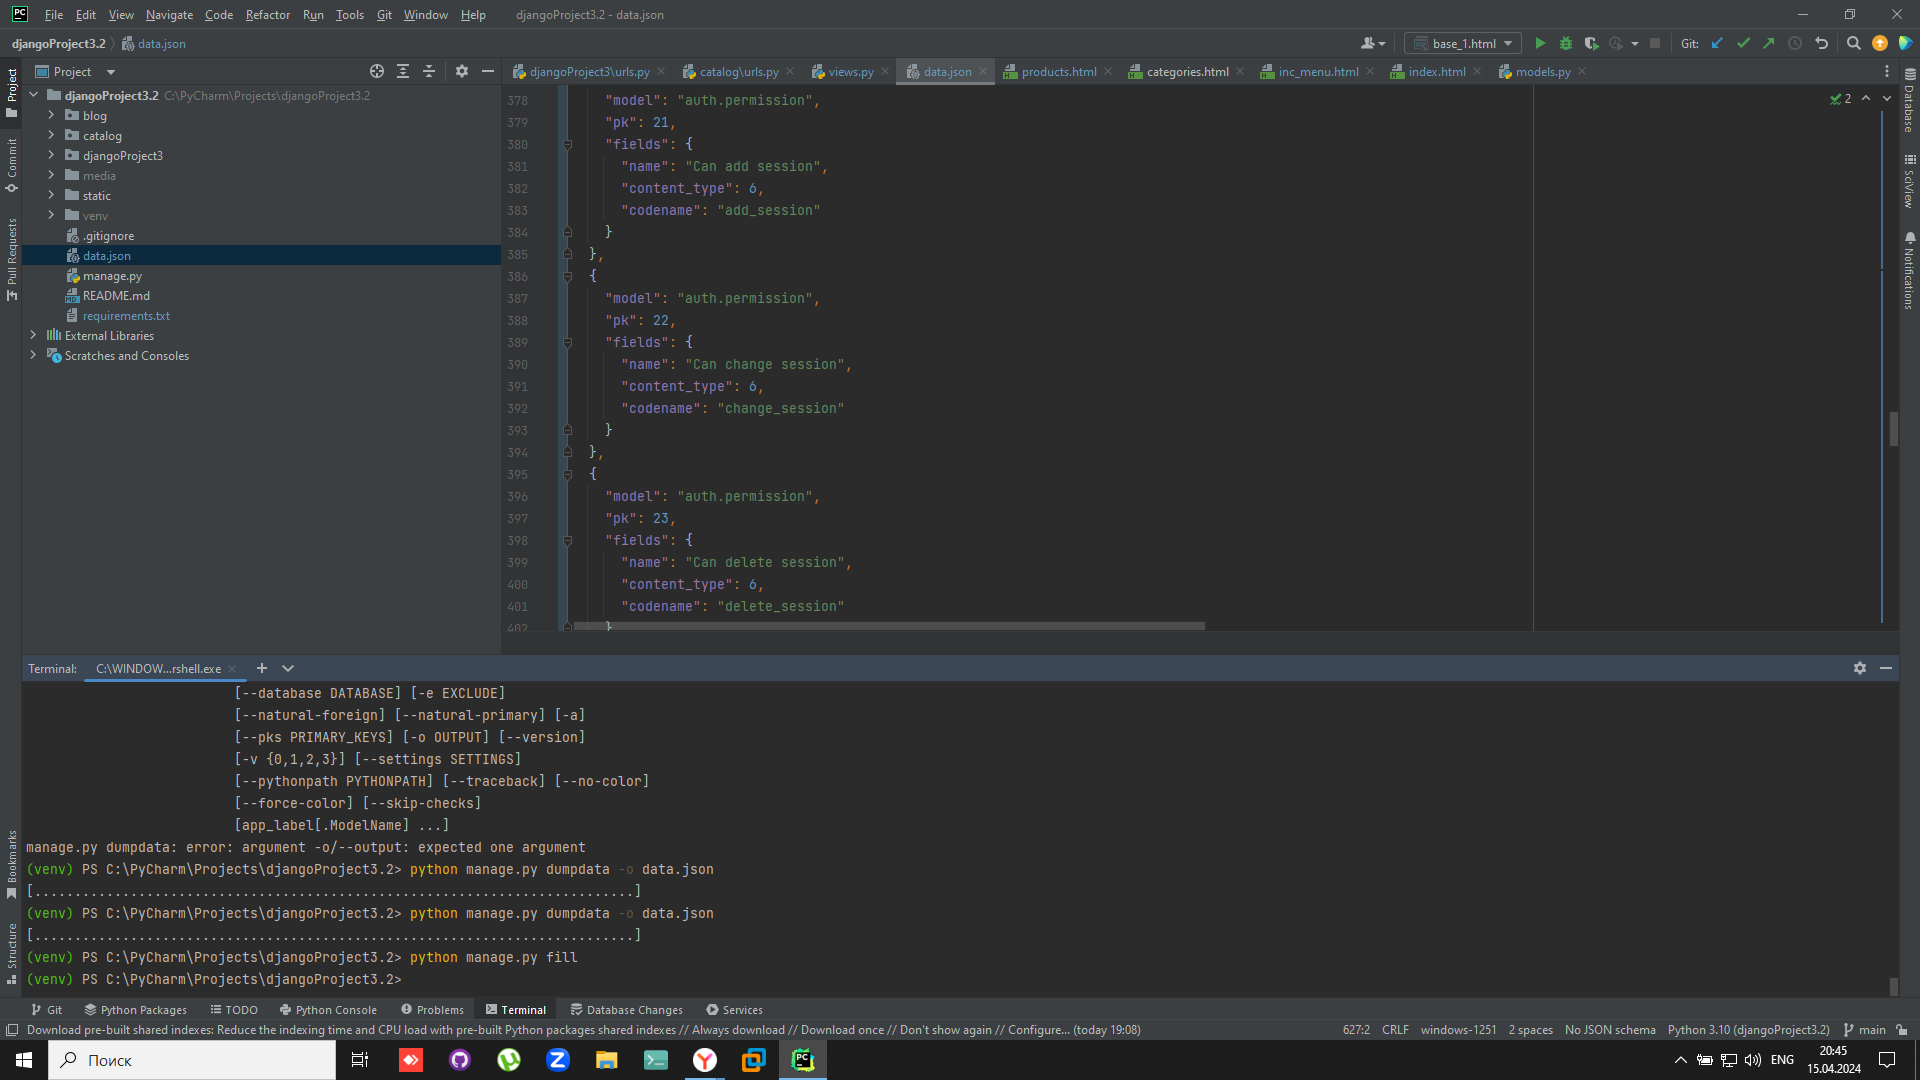 PC File Edit View Navigate Code Refactor Run Tools Git Window Help djangoProject3.2 - data.json
djangoProject3.2 data.json base_1.html Git:
Project
djangoProject3\urls.py catalog\urls.py views.py data.json products.html categories.html inc_menu.html index.html models.py
djangoProject3.2 C:\PyCharm\Projects\djangoProject3.2
blog
catalog
djangoProject3
media
static
venv
.gitignore
data.json
manage.py
README.md
requirements.txt
External Libraries
Scratches and Consoles
Project
Commit
Pull Requests
Bookmarks
Structure
2
378 "model": "auth.permission",
379 "pk": 21,
380 "fields": {
381 "name": "Can add session",
382 "content_type": 6,
383 "codename": "add_session"
384 }
385 },
386 {
387 "model": "auth.permission",
388 "pk": 22,
389 "fields": {
390 "name": "Can change session",
391 "content_type": 6,
392 "codename": "change_session"
393 }
394 },
395 {
396 "model": "auth.permission",
397 "pk": 23,
398 "fields": {
399 "name": "Can delete session",
400 "content_type": 6,
401 "codename": "delete_session"
402 }
Database
SciView
Notifications
Terminal: C:\WINDOW...rshell.exe
[--database DATABASE] [-e EXCLUDE]
[--natural-foreign] [--natural-primary] [-a]
[--pks PRIMARY_KEYS] [-o OUTPUT] [--version]
[-v {0,1,2,3}] [--settings SETTINGS]
[--pythonpath PYTHONPATH] [--traceback] [--no-color]
[--force-color] [--skip-checks]
[app_label[.ModelName] ...]
manage.py dumpdata: error: argument -o/--output: expected one argument
(venv) PS C:\PyCharm\Projects\djangoProject3.2> python manage.py dumpdata -o data.json
[...........................................................................]
(venv) PS C:\PyCharm\Projects\djangoProject3.2> python manage.py dumpdata -o data.json
[...........................................................................]
(venv) PS C:\PyCharm\Projects\djangoProject3.2> python manage.py fill
(venv) PS C:\PyCharm\Projects\djangoProject3.2>
Git Python Packages TODO Python Console Problems Terminal Database Changes Services
Download pre-built shared indexes: Reduce the indexing time and CPU load with pre-built Python packages shared indexes // Always download // Download once // Don't show again // Configure... (today 19:08) 627:2 CRLF windows-1251 2 spaces No JSON schema Python 3.10 (djangoProject3.2) main
Поиск ENG 20:45
15.04.2024